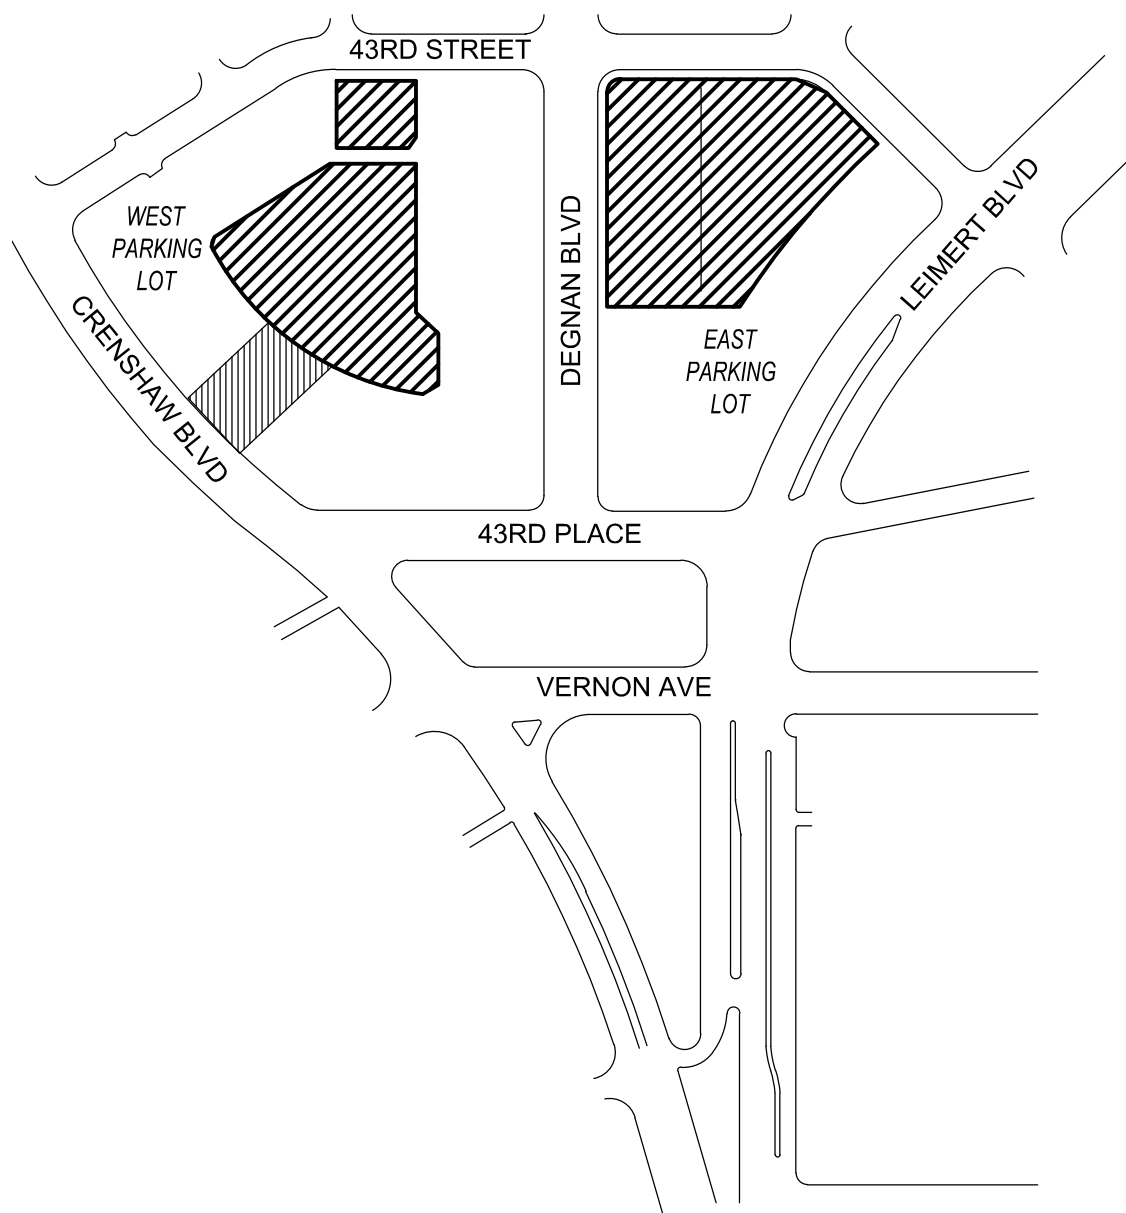 43RD STREET
WEST
PARKING
LOT
DEGNAN BLVD
LEIMERT BLVD
CRENSHAW BLVD
EAST
PARKING
LOT
43RD PLACE
VERNON AVE